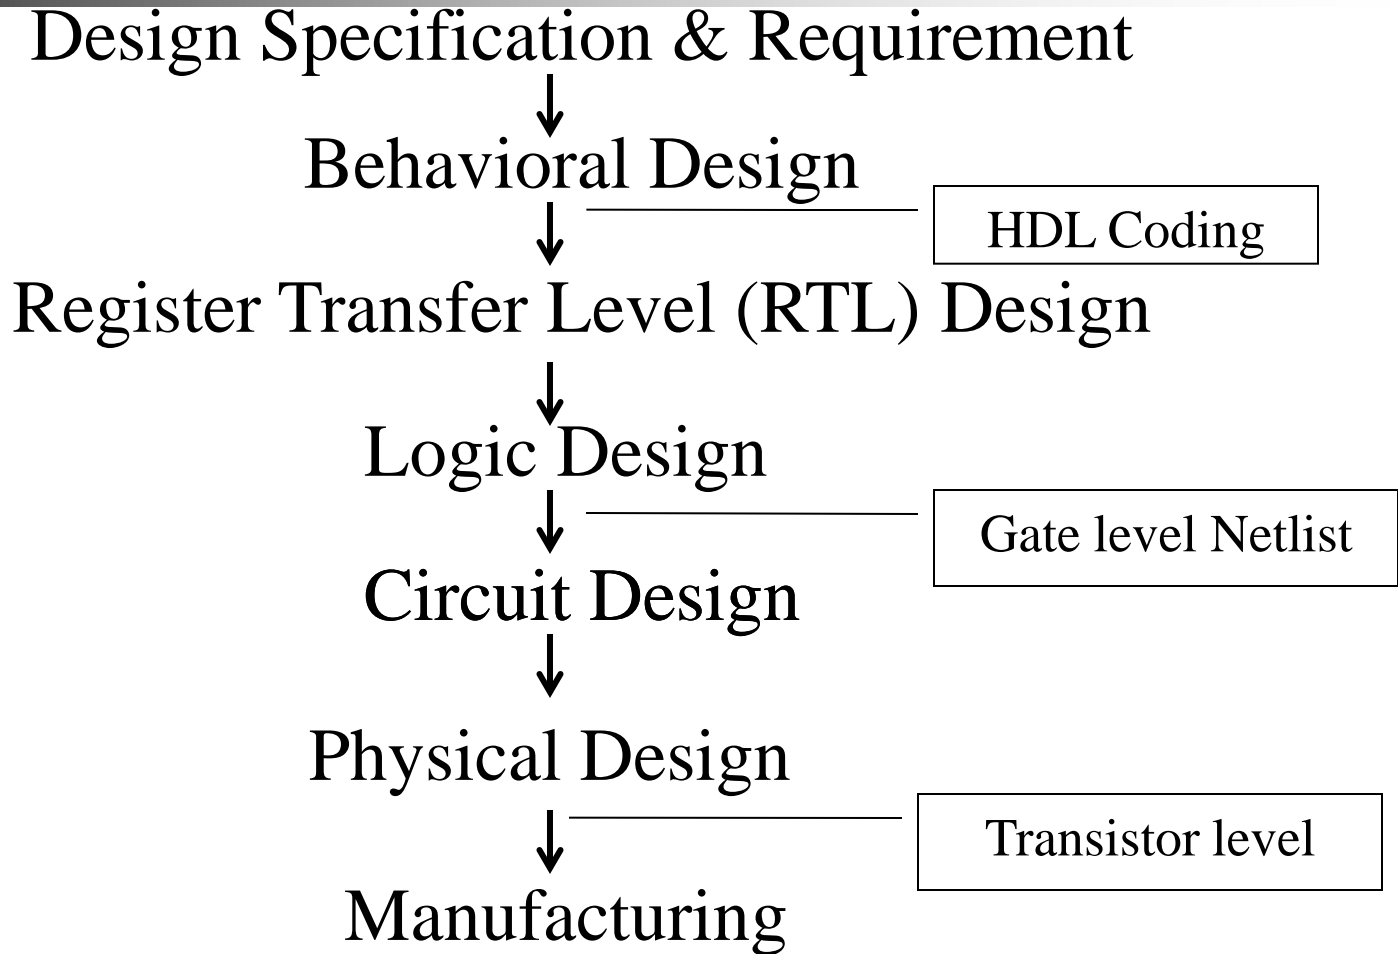 Design Specification & Requirement
Behavioral Design
HDL Coding
Register Transfer Level (RTL) Design
Logic Design
Gate level Netlist
Circuit Design
Physical Design
Transistor level
Manufacturing